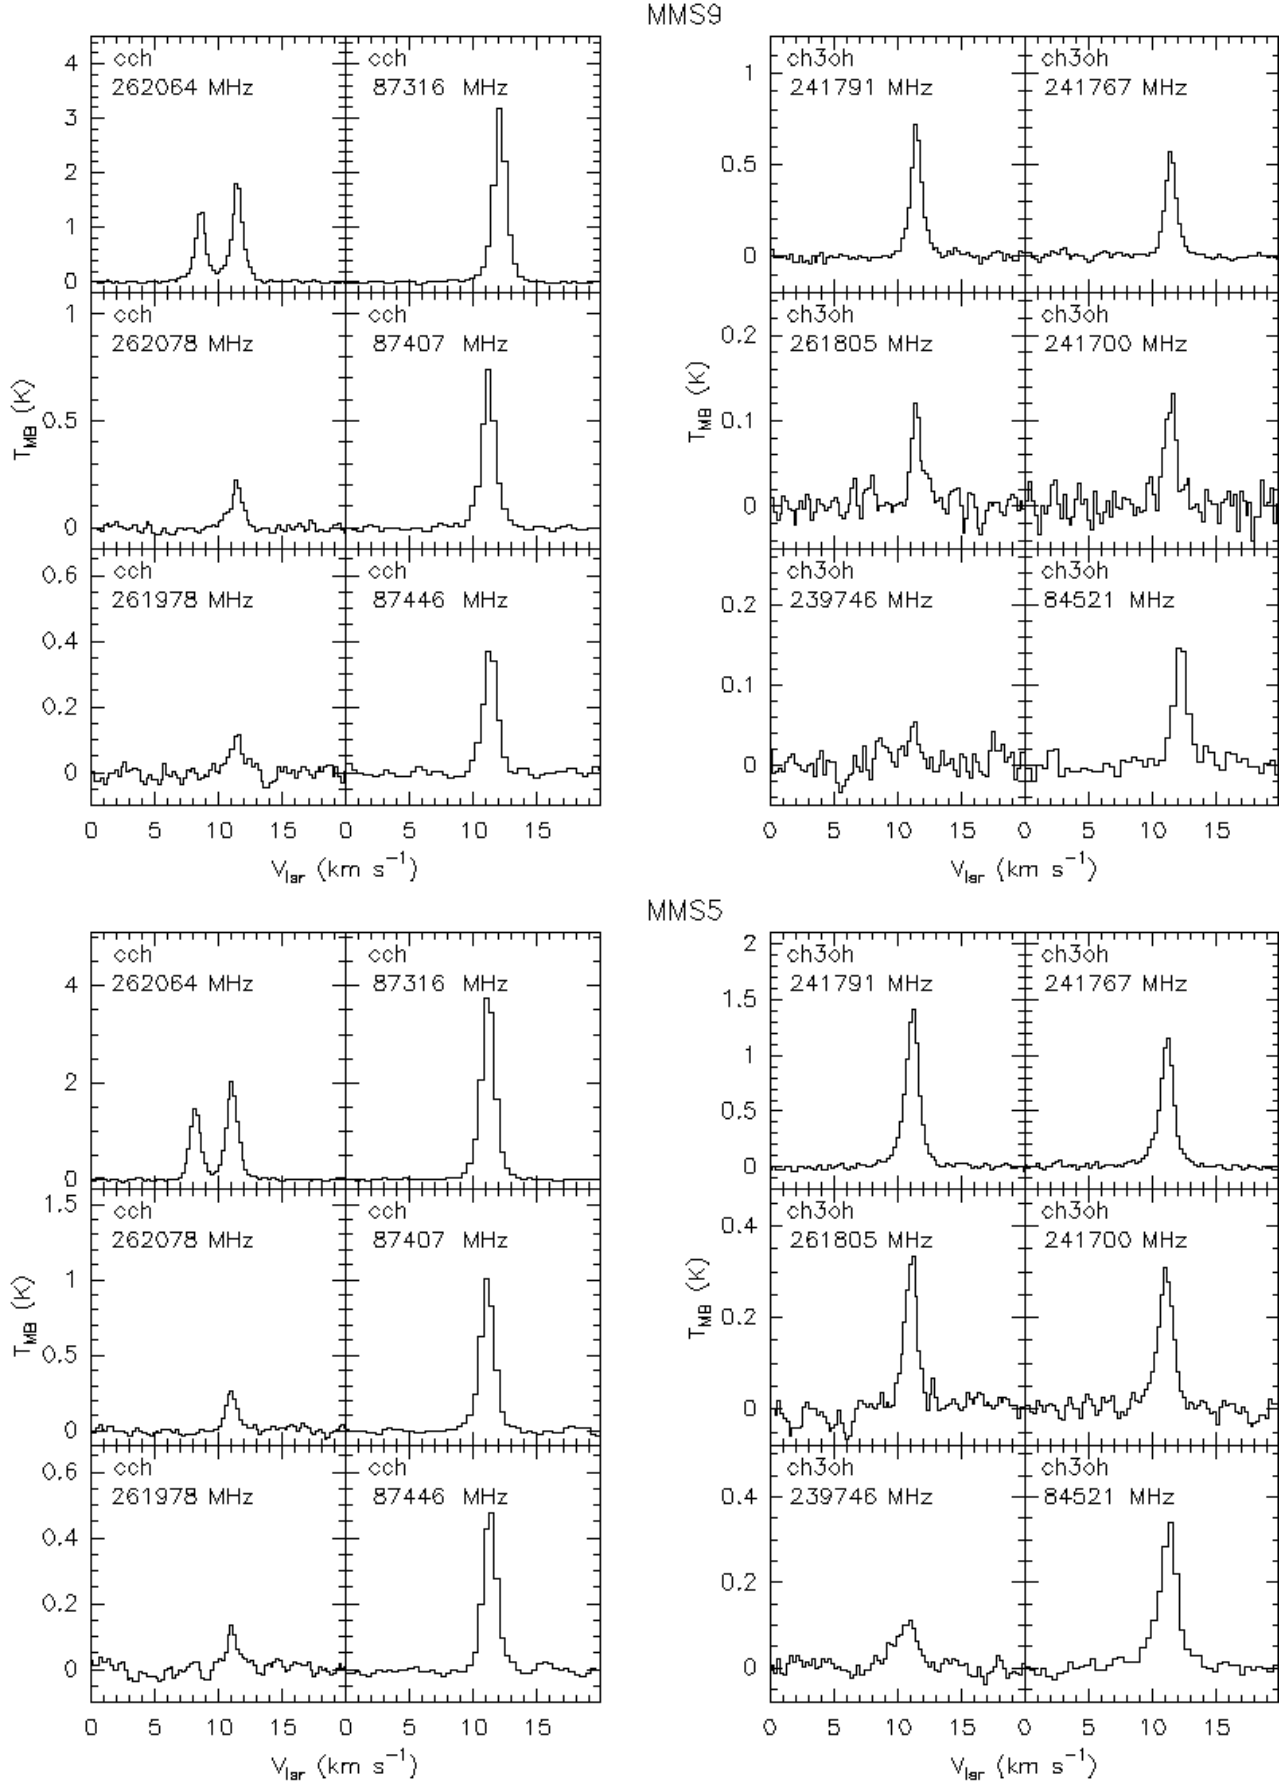 MMS9
cch
262064 MHz
cch
87316 MHz
4
3
2
1
0
cch
262078 MHz
cch
87407 MHz
1
0.5
0
cch
261978 MHz
cch
87446 MHz
0.6
0.4
0.2
0
T_MB (K)
0 5 10 15 0 5 10 15
V_lsr (km s⁻¹)
ch3oh
241791 MHz
ch3oh
241767 MHz
1
0.5
0
ch3oh
261805 MHz
ch3oh
241700 MHz
0.2
0.1
0
ch3oh
239746 MHz
ch3oh
84521 MHz
0.2
0.1
0
T_MB (K)
0 5 10 15 0 5 10 15
V_lsr (km s⁻¹)
MMS5
cch
262064 MHz
cch
87316 MHz
4
2
0
cch
262078 MHz
cch
87407 MHz
1.5
1
0.5
0
cch
261978 MHz
cch
87446 MHz
0.6
0.4
0.2
0
T_MB (K)
0 5 10 15 0 5 10 15
V_lsr (km s⁻¹)
ch3oh
241791 MHz
ch3oh
241767 MHz
2
1.5
1
0.5
0
ch3oh
261805 MHz
ch3oh
241700 MHz
0.4
0.2
0
ch3oh
239746 MHz
ch3oh
84521 MHz
0.4
0.2
0
T_MB (K)
0 5 10 15 0 5 10 15
V_lsr (km s⁻¹)